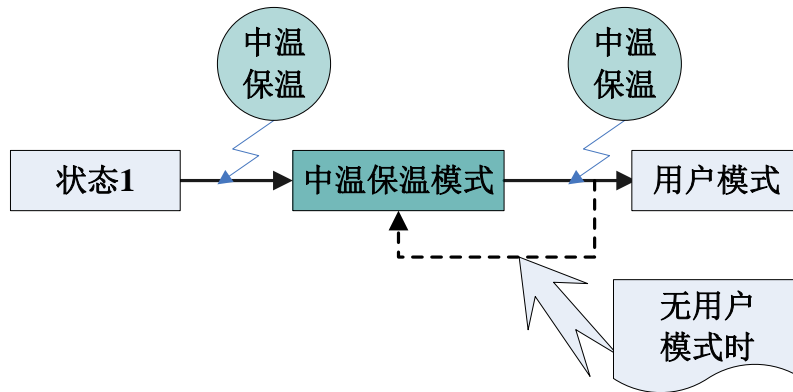 中温
保温
中温
保温
状态1
中温保温模式
用户模式
无用户
模式时